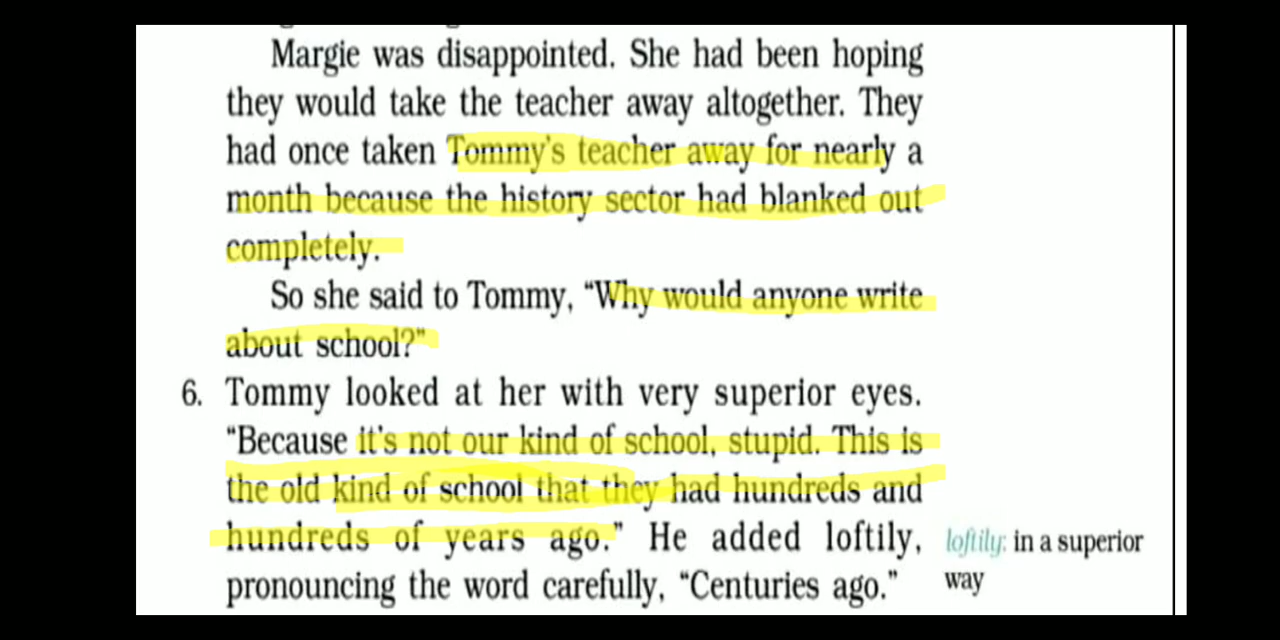 Margie was disappointed. She had been hoping
they would take the teacher away altogether. They
had once taken Tommy's teacher away for nearly a
month because the history sector had blanked out
completely.
So she said to Tommy, “Why would anyone write
about school?”
6. Tommy looked at her with very superior eyes.
“Because it's not our kind of school, stupid. This is
the old kind of school that they had hundreds and
hundreds of years ago.” He added loftily,
pronouncing the word carefully, “Centuries ago.”
loftily: in a superior
way